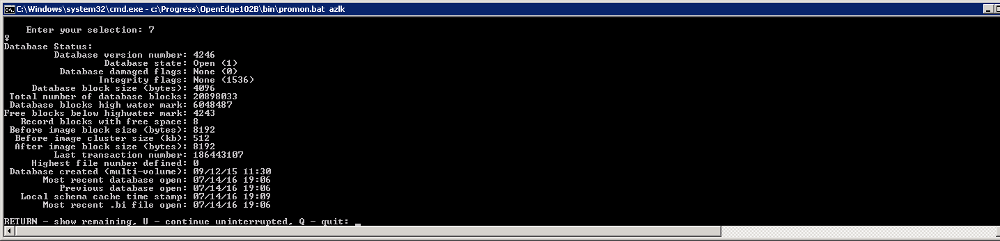 C:\Windows\system32\cmd.exe - c:\Progress\OpenEdge102B\bin\promon.bat azlk
Enter your selection: 7
♀
Database Status:
Database version number: 4246
Database state: Open (1)
Database damaged flags: None (0)
Integrity flags: None (1536)
Database block size (bytes): 4096
Total number of database blocks: 20898033
Database blocks high water mark: 6048487
Free blocks below highwater mark: 4243
Record blocks with free space: 8
Before image block size (bytes): 8192
Before image cluster size (kb): 512
After image block size (bytes): 8192
Last transaction number: 186443107
Highest file number defined: 0
Database created (multi-volume): 09/12/15 11:30
Most recent database open: 07/14/16 19:06
Previous database open: 07/14/16 19:06
Local schema cache time stamp: 07/14/16 19:09
Most recent .bi file open: 07/14/16 19:06
RETURN - show remaining, U - continue uninterrupted, Q - quit: _